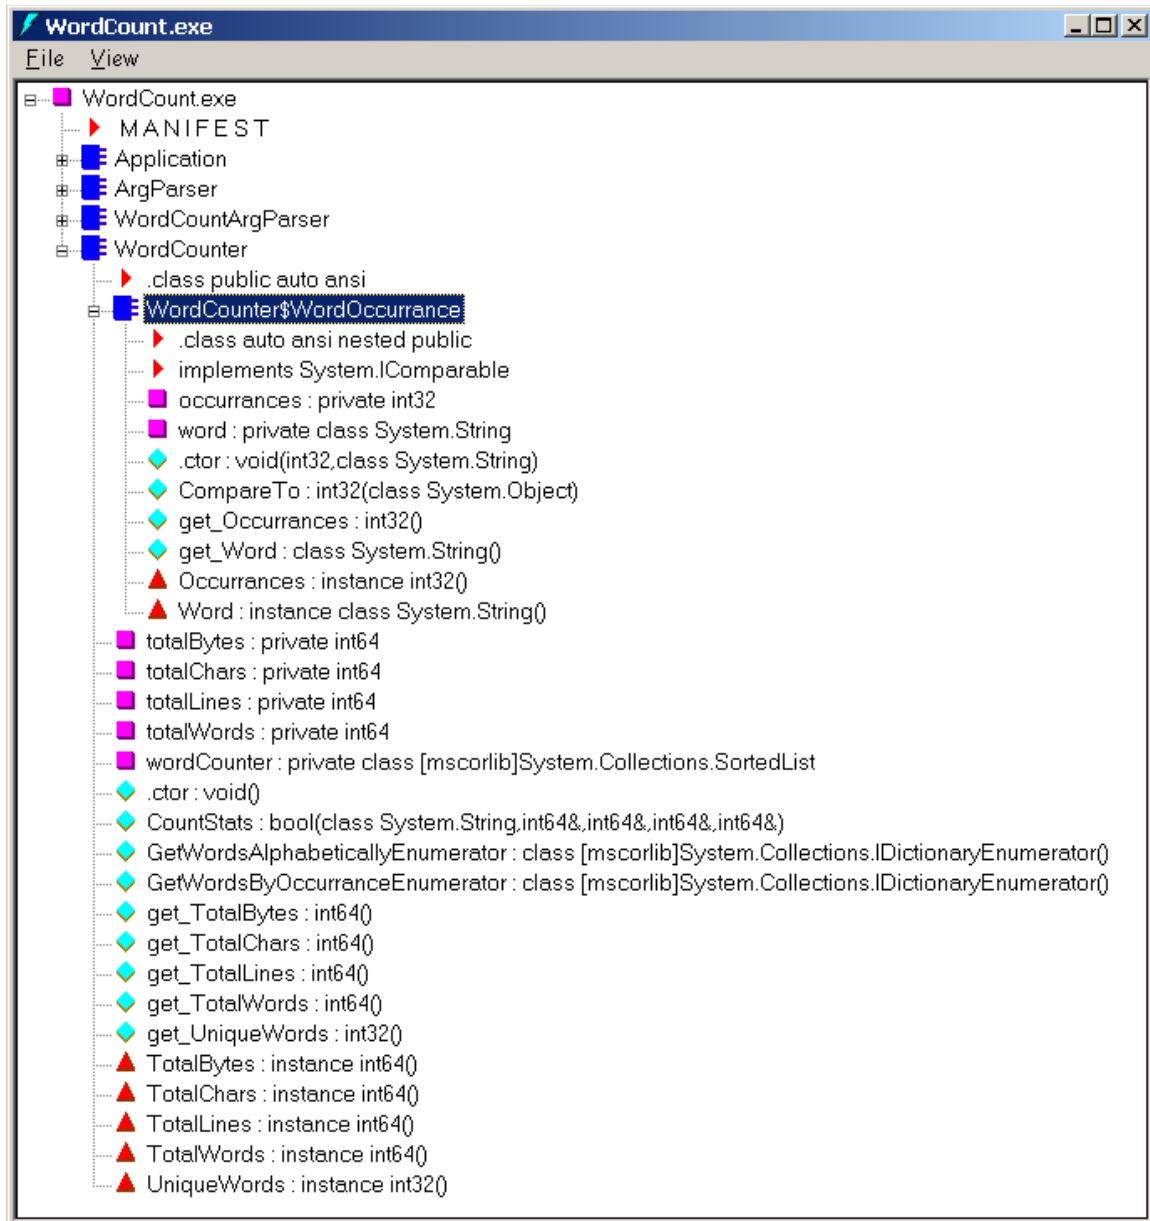 WordCount.exe
File View
WordCount.exe
M A N I F E S T
Application
ArgParser
WordCountArgParser
WordCounter
.class public auto ansi
WordCounter$WordOccurrance
.class auto ansi nested public
implements System.IComparable
occurrances : private int32
word : private class System.String
.ctor : void(int32,class System.String)
CompareTo : int32(class System.Object)
get_Occurrances : int32()
get_Word : class System.String()
Occurrances : instance int32()
Word : instance class System.String()
totalBytes : private int64
totalChars : private int64
totalLines : private int64
totalWords : private int64
wordCounter : private class [mscorlib]System.Collections.SortedList
.ctor : void()
CountStats : bool(class System.String,int64&,int64&,int64&,int64&)
GetWordsAlphabeticallyEnumerator : class [mscorlib]System.Collections.IDictionaryEnumerator()
GetWordsByOccurranceEnumerator : class [mscorlib]System.Collections.IDictionaryEnumerator()
get_TotalBytes : int64()
get_TotalChars : int64()
get_TotalLines : int64()
get_TotalWords : int64()
get_UniqueWords : int32()
TotalBytes : instance int64()
TotalChars : instance int64()
TotalLines : instance int64()
TotalWords : instance int64()
UniqueWords : instance int32()